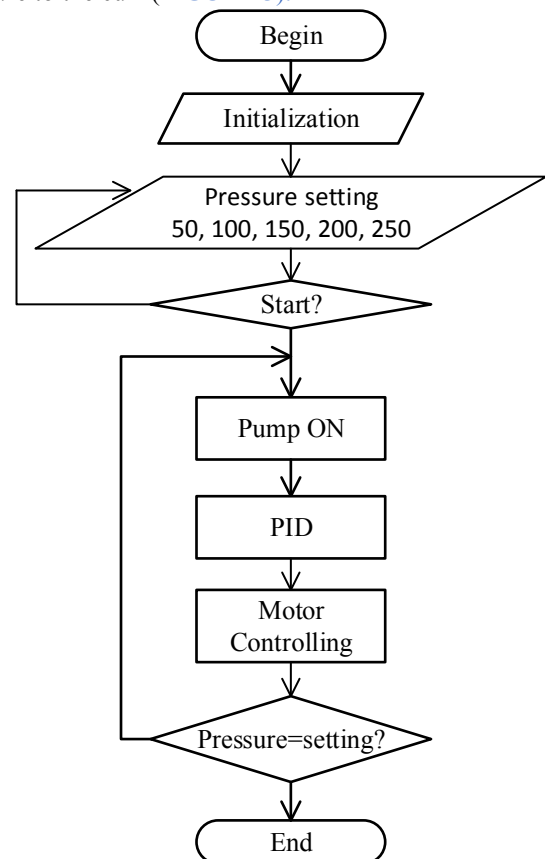 Begin
Initialization
Pressure setting
50, 100, 150, 200, 250
Start?
Pump ON
PID
Motor
Controlling
Pressure=setting?
End